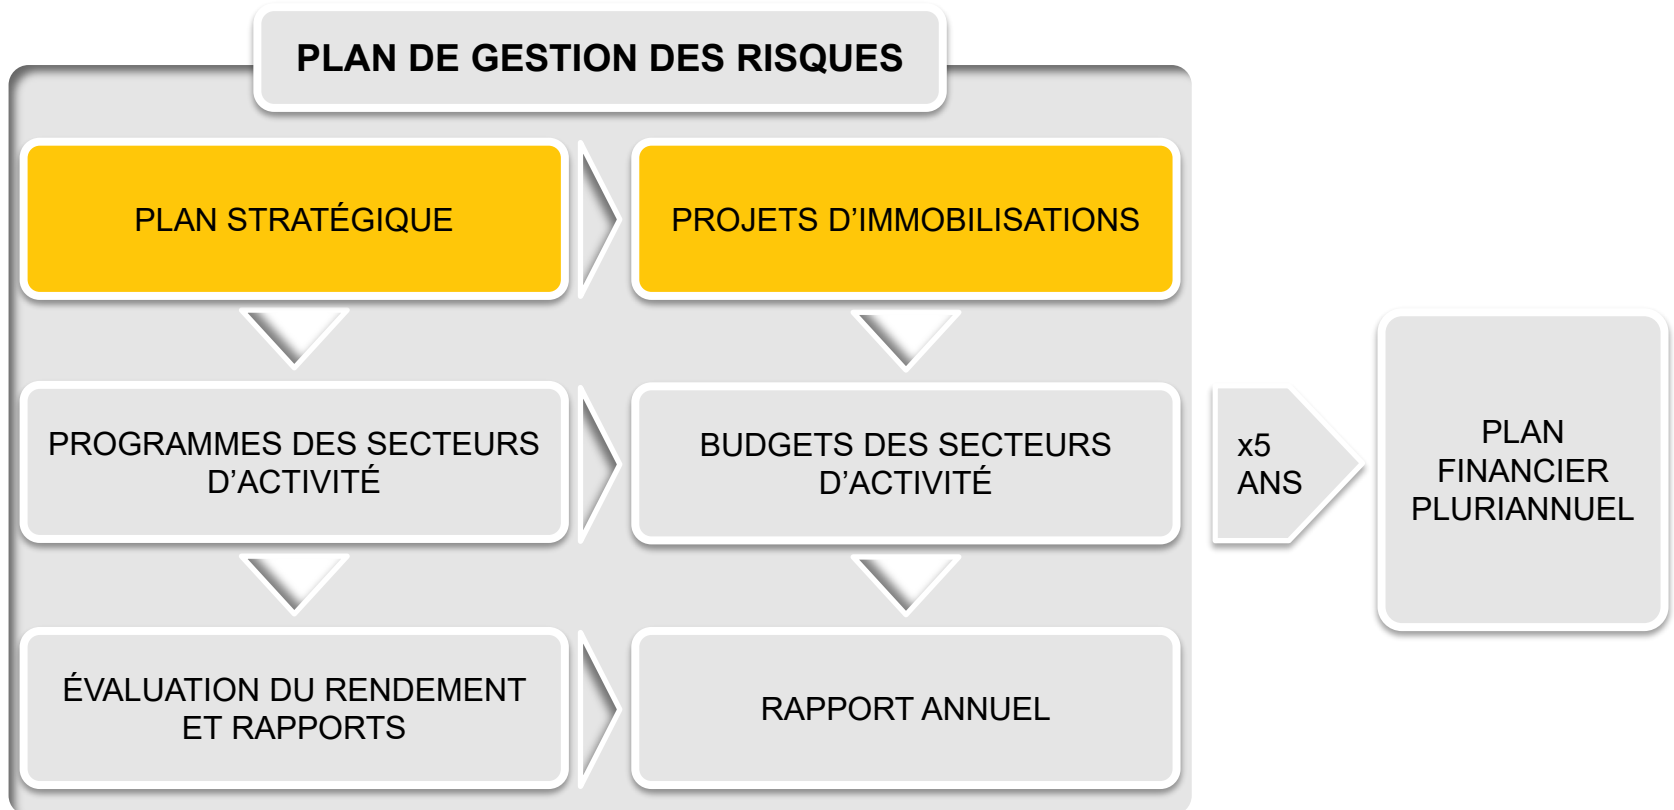 PLAN DE GESTION DES RISQUES
PLAN STRATÉGIQUE
PROJETS D’IMMOBILISATIONS
PROGRAMMES DES SECTEURS
D’ACTIVITÉ
BUDGETS DES SECTEURS
D’ACTIVITÉ
x5
ANS
PLAN
FINANCIER
PLURIANNUEL
ÉVALUATION DU RENDEMENT
ET RAPPORTS
RAPPORT ANNUEL